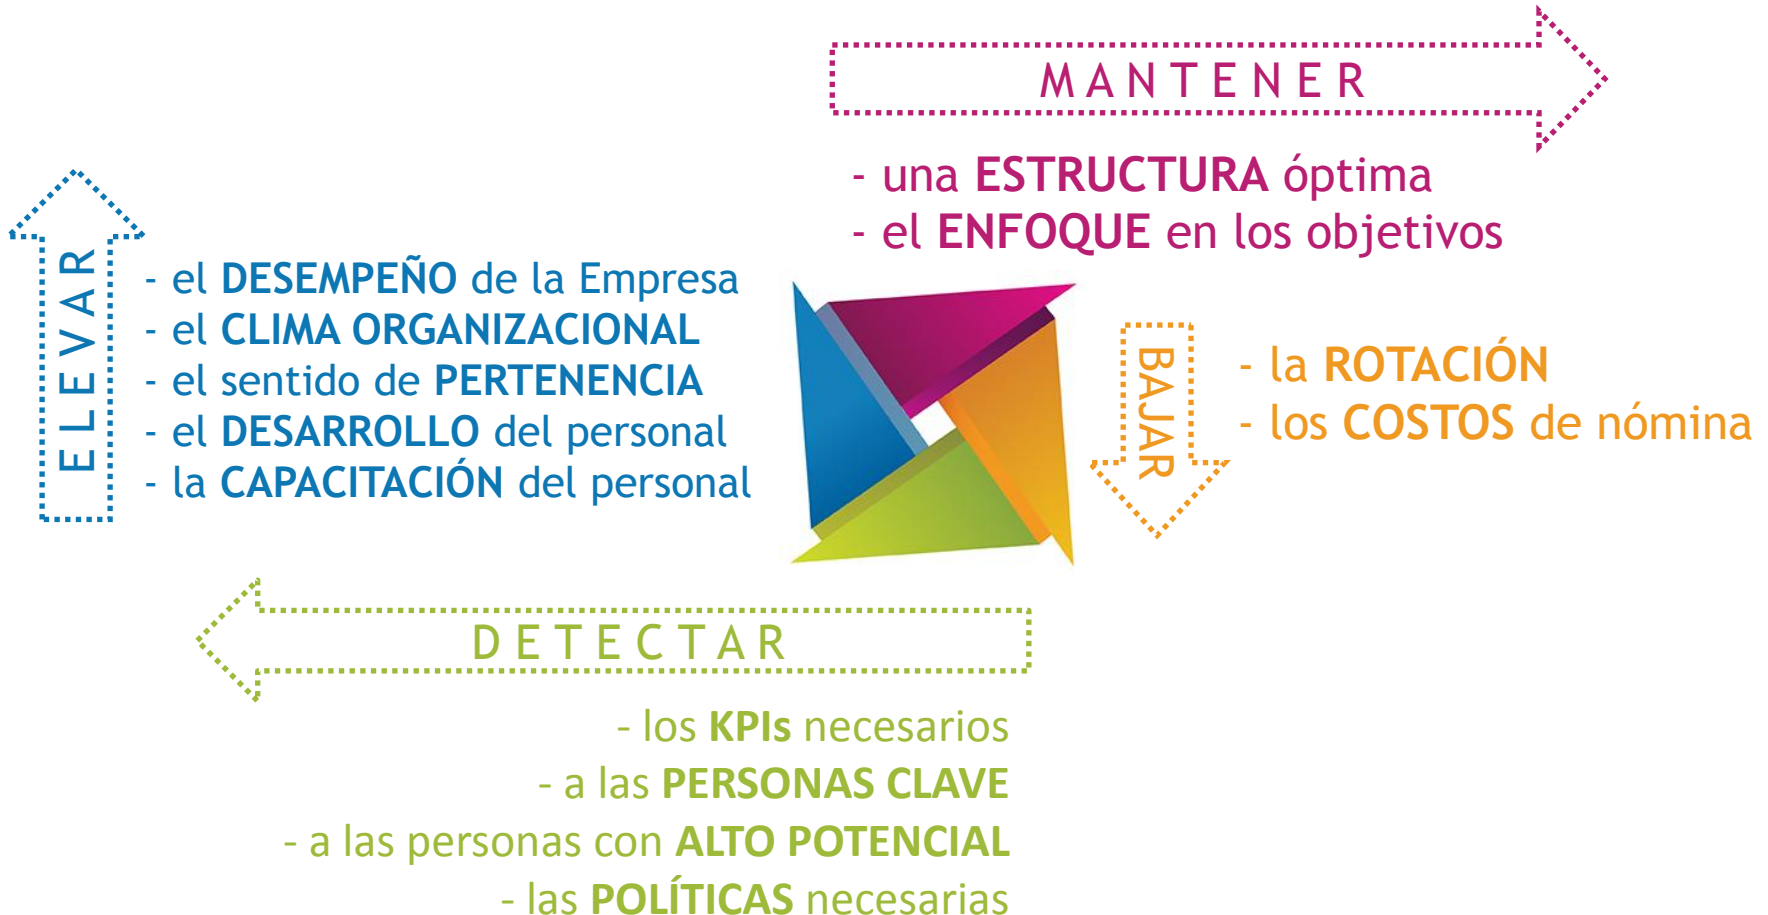 MANTENER
- una ESTRUCTURA óptima
- el ENFOQUE en los objetivos
ELEVAR
- el DESEMPEÑO de la Empresa
- el CLIMA ORGANIZACIONAL
- el sentido de PERTENENCIA
- el DESARROLLO del personal
- la CAPACITACIÓN del personal
BAJAR
- la ROTACIÓN
- los COSTOS de nómina
DETECTAR
- los KPIs necesarios
- a las PERSONAS CLAVE
- a las personas con ALTO POTENCIAL
- las POLÍTICAS necesarias